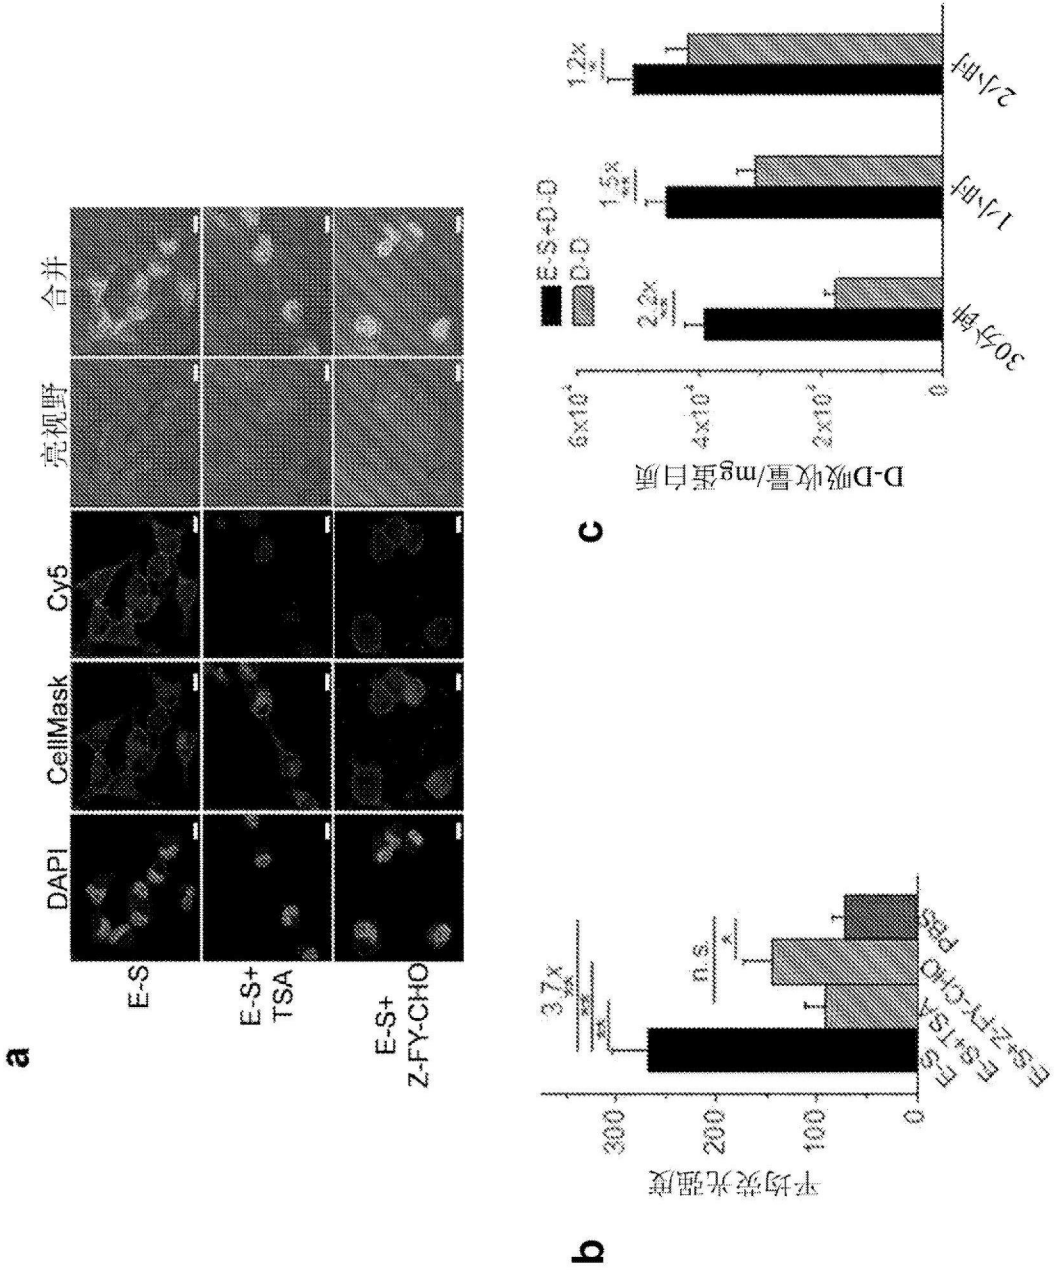 a
DAPI
CellMask
Cy5
亮视野
合并
E-S
E-S+
TSA
E-S+
Z-FY-CHO
b
平均荧光强度
300
200
100
0
3.7x
**
**
**
n.s.
*
E-S
E-S+TSA
E-S+Z-FY-CHO
PBS
c
D-D吸收量/mg蛋白质
6x10⁴
4x10⁴
2x10⁴
0
E-S+D-D
D-D
2.2x
**
1.5x
**
1.2x
*
30分钟
1小时
2小时